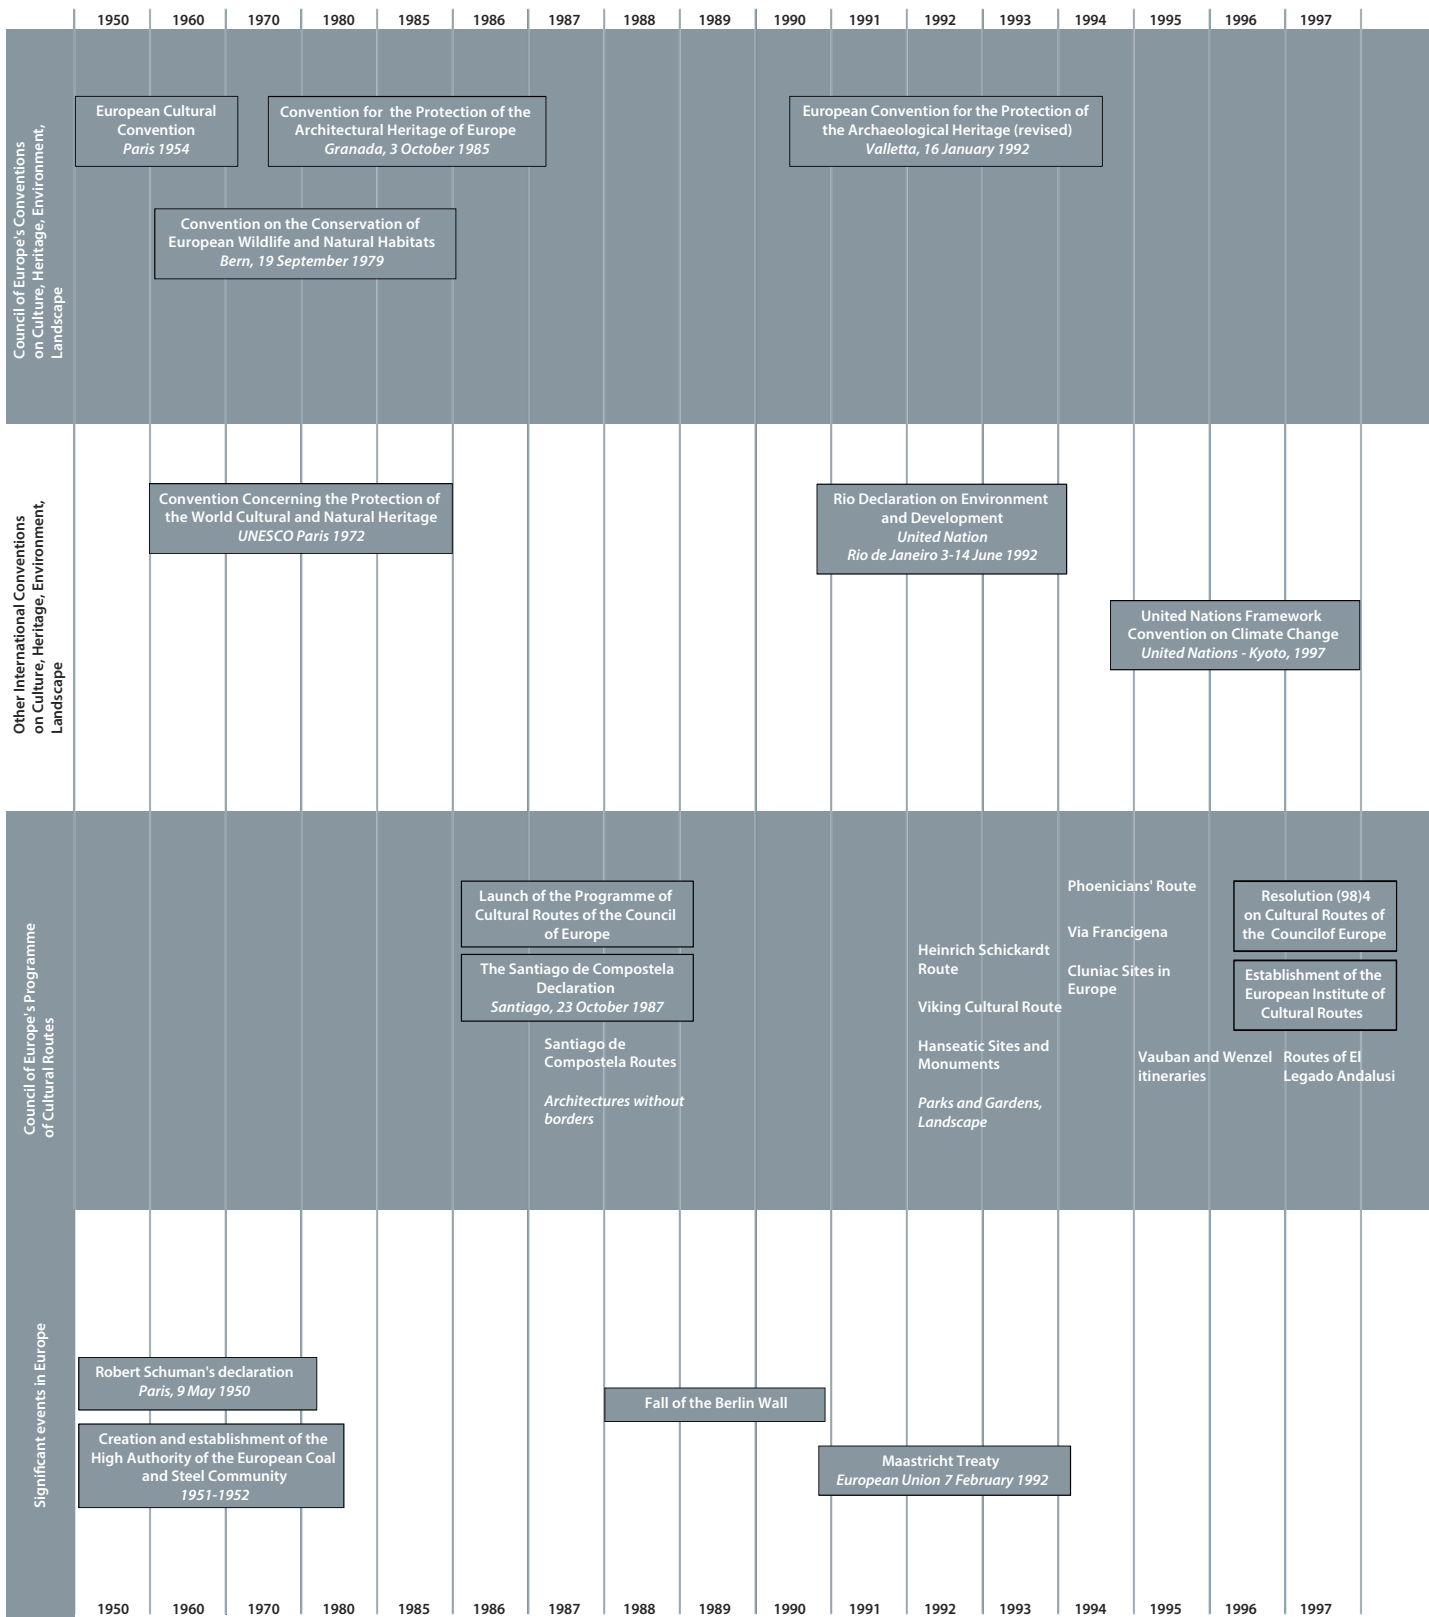 1950 1960 1970 1980 1985 1986 1987 1988 1989 1990 1991 1992 1993 1994 1995 1996 1997
Council of Europe's Conventions
on Culture, Heritage, Environment,
Landscape
European Cultural
Convention
Paris 1954
Convention for the Protection of the
Architectural Heritage of Europe
Granada, 3 October 1985
European Convention for the Protection of
the Archaeological Heritage (revised)
Valletta, 16 January 1992
Convention on the Conservation of
European Wildlife and Natural Habitats
Bern, 19 September 1979
Other International Conventions
on Culture, Heritage, Environment,
Landscape
Convention Concerning the Protection of
the World Cultural and Natural Heritage
UNESCO Paris 1972
Rio Declaration on Environment
and Development
United Nation
Rio de Janeiro 3-14 June 1992
United Nations Framework
Convention on Climate Change
United Nations - Kyoto, 1997
Council of Europe's Programme
of Cultural Routes
Launch of the Programme of
Cultural Routes of the Council
of Europe
The Santiago de Compostela
Declaration
Santiago, 23 October 1987
Santiago de
Compostela Routes
Architectures without
borders
Heinrich Schickardt
Route
Viking Cultural Route
Hanseatic Sites and
Monuments
Parks and Gardens,
Landscape
Phoenicians' Route
Via Francigena
Cluniac Sites in
Europe
Vauban and Wenzel
itineraries
Resolution (98)4
on Cultural Routes of
the Councilof Europe
Establishment of the
European Institute of
Cultural Routes
Routes of El
Legado Andalusi
Significant events in Europe
Robert Schuman's declaration
Paris, 9 May 1950
Creation and establishment of the
High Authority of the European Coal
and Steel Community
1951-1952
Fall of the Berlin Wall
Maastricht Treaty
European Union 7 February 1992
1950 1960 1970 1980 1985 1986 1987 1988 1989 1990 1991 1992 1993 1994 1995 1996 1997